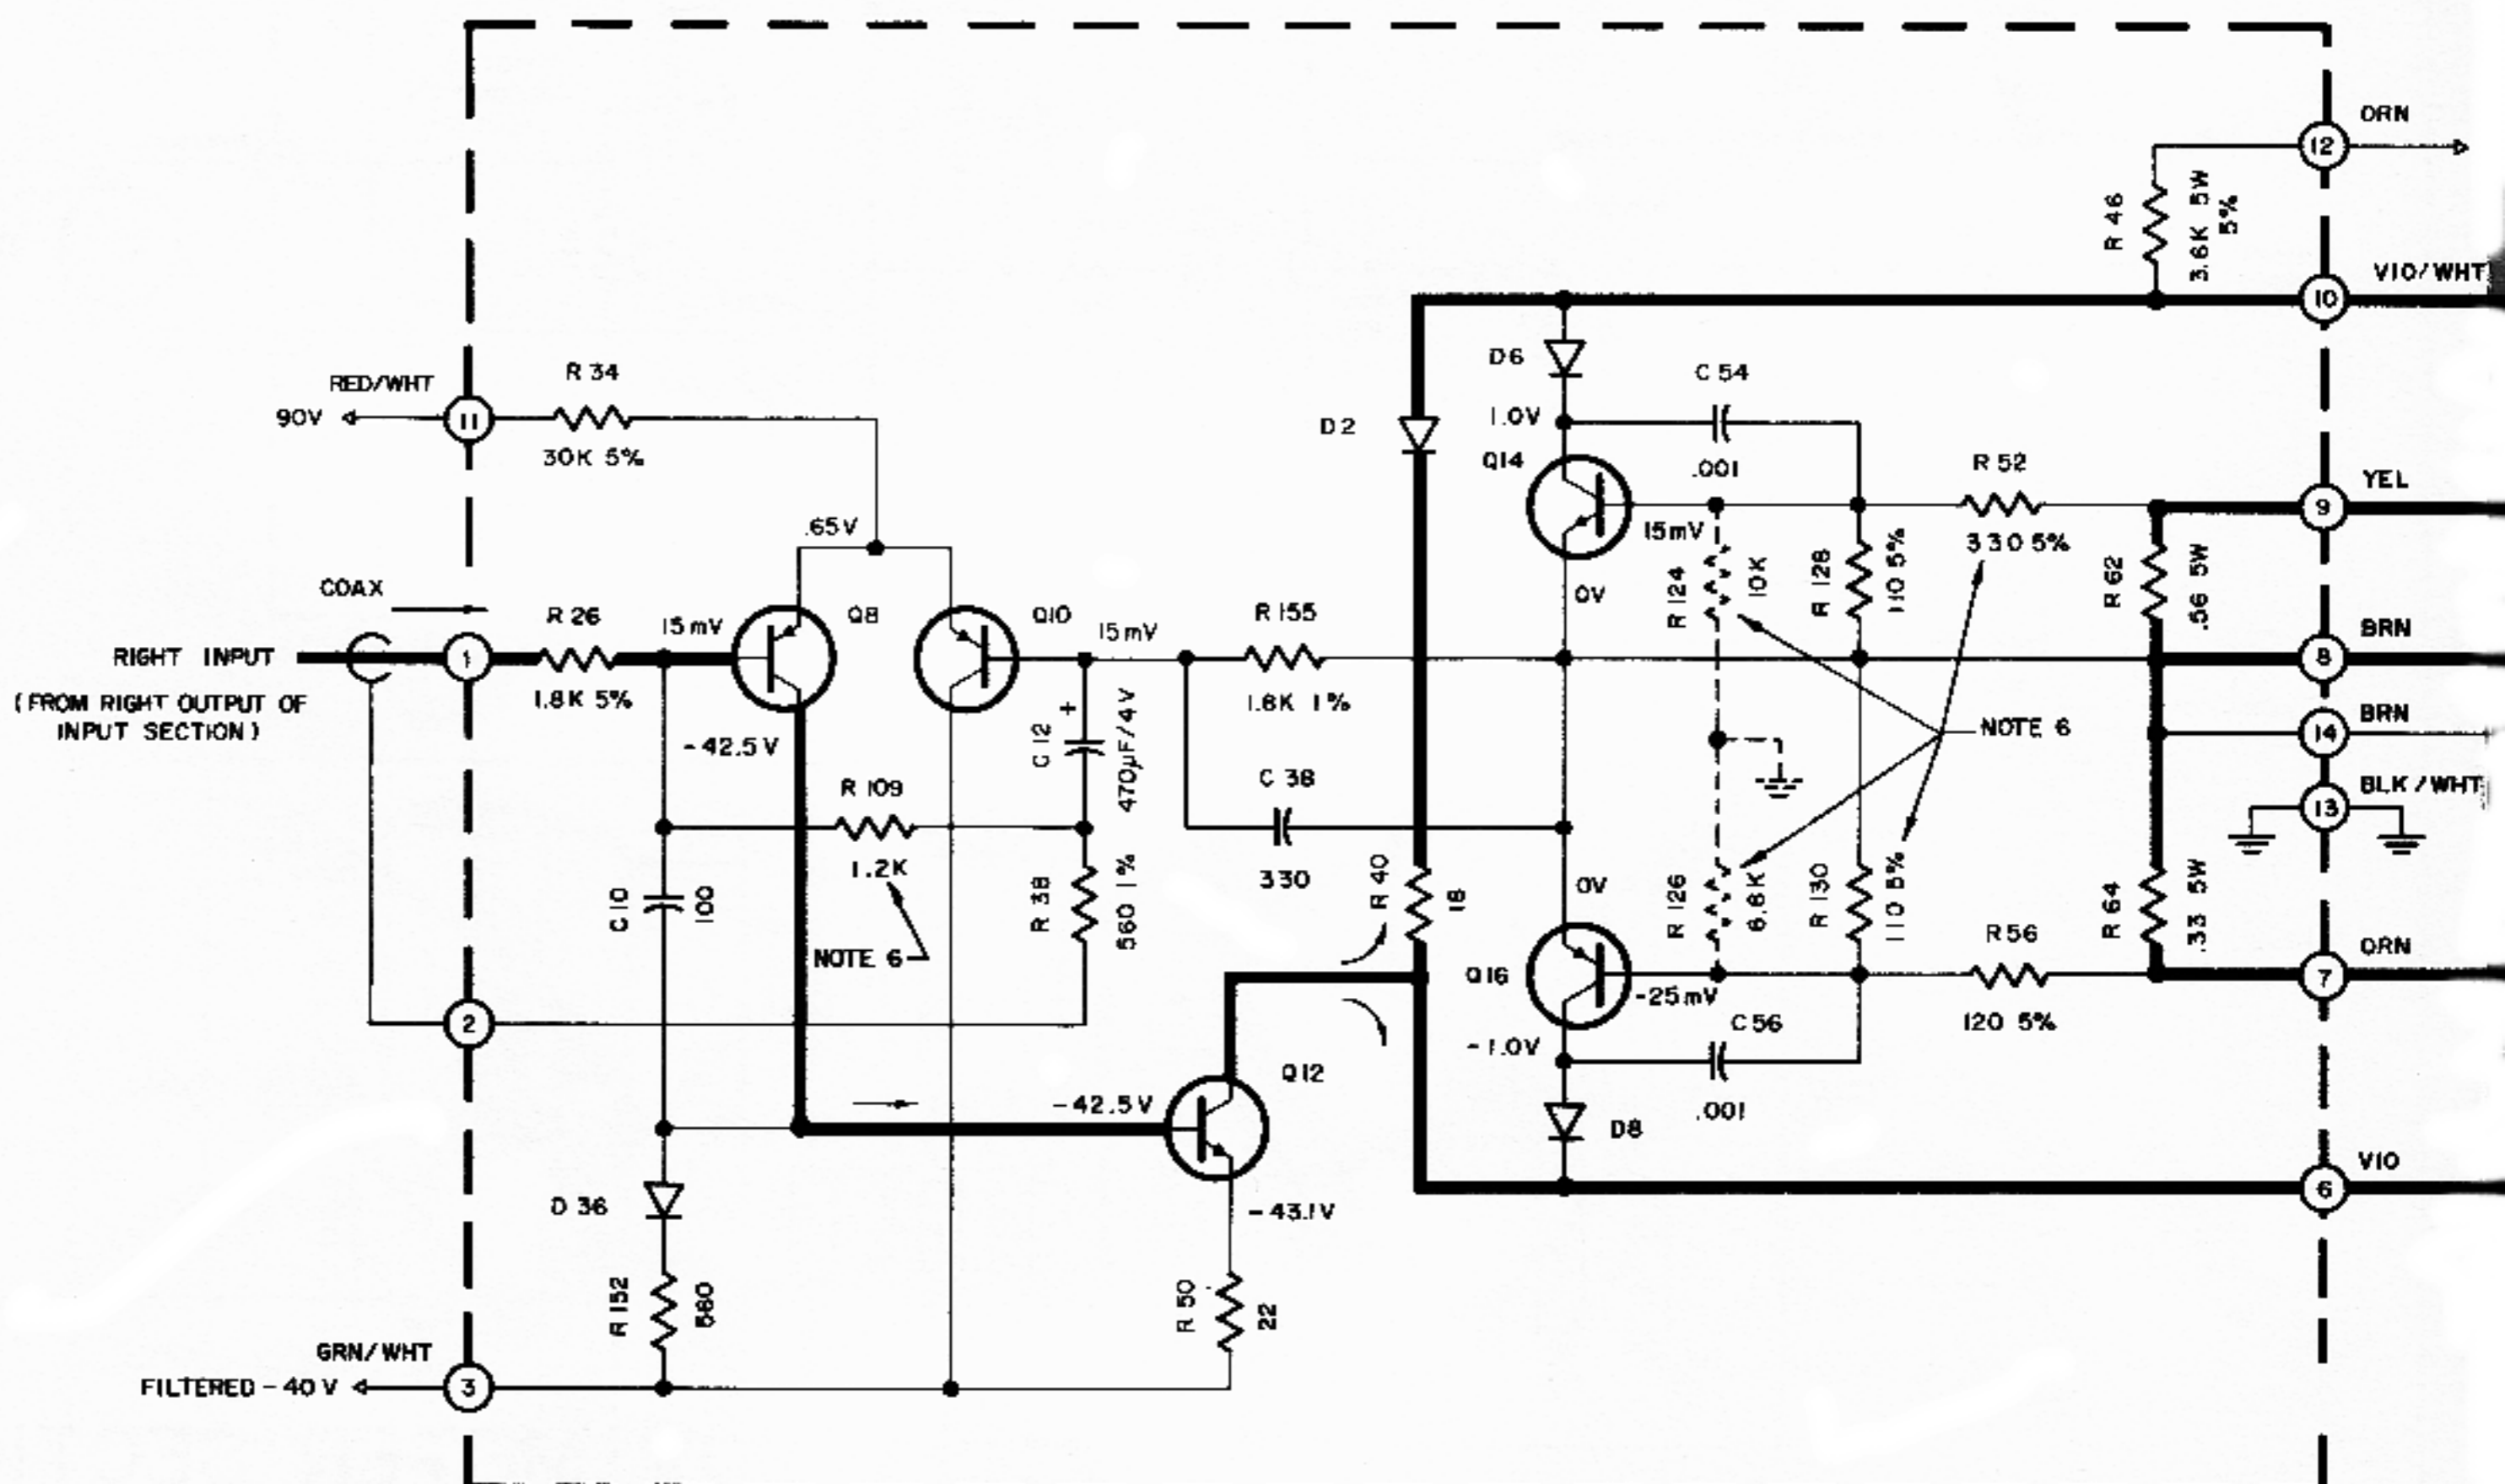 ORN
12
R 46
3.6K 5W
5%
VIO/WHT
10
RED/WHT
R 34
90V
11
30K 5%
D6
C 54
1.0V
D2
Q14
.001
R 52
YEL
9
.65V
15mV
330 5%
COAX
R 26
15mV
Q8
Q10
15mV
R 155
0V
R 124
10K
R 128
110 5%
R 62
.56 5W
BRN
RIGHT INPUT
1
8
(FROM RIGHT OUTPUT OF
INPUT SECTION)
1.8K 5%
1.8K 1%
-42.5V
C 12
+
470µF/4V
NOTE 6
BRN
14
R 109
C 38
BLK/WHT
13
1.2K
330
R 40
18
0V
R 126
6.8K
R 130
110 5%
R 64
.33 5W
C 10
100
R 38
560 1%
NOTE 6
Q16
R 56
ORN
7
-25mV
2
C 56
120 5%
-1.0V
Q12
-42.5V
.001
D8
VIO
6
D 36
-43.1V
R 152
560
R 50
22
GRN/WHT
FILTERED -40V
3